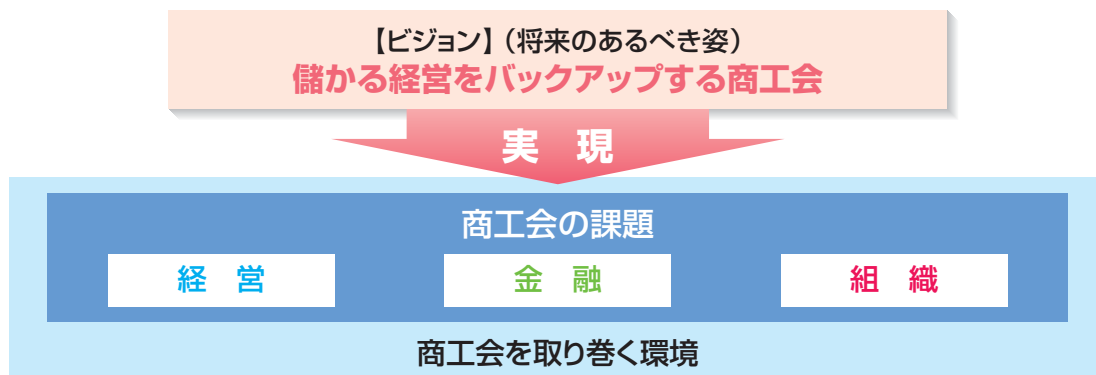 【ビジョン】（将来のあるべき姿）
儲かる経営をバックアップする商工会
実　現
商工会の課題
経　営
金　融
組　織
商工会を取り巻く環境